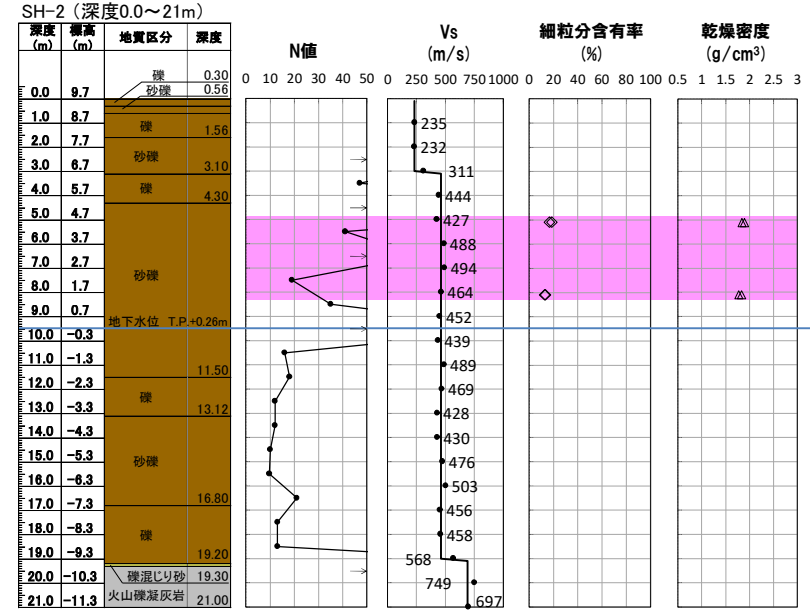 SH-2 (深度0.0～21m)
深度 標高 地質区分 深度
(m) (m)
N値
Vs
(m/s)
細粒分含有率
(%)
乾燥密度
(g/cm³)
礫 0.30
砂礫 0.56
0 10 20 30 40 50
0 250 500 750 1000
0 20 40 60 80 100
0.5 1 1.5 2 2.5 3
0.0 9.7
1.0 8.7
礫 1.56
235
2.0 7.7
232
砂礫 3.10
3.0 6.7
311
4.0 5.7
礫 4.30
444
5.0 4.7
427
6.0 3.7
488
7.0 2.7
494
砂礫
8.0 1.7
464
9.0 0.7
452
地下水位 T.P.+0.26m
10.0 -0.3
439
11.0 -1.3
489
11.50
12.0 -2.3
469
礫 13.12
13.0 -3.3
428
14.0 -4.3
430
15.0 -5.3
476
砂礫 16.80
16.0 -6.3
503
17.0 -7.3
456
18.0 -8.3
458
礫 19.20
19.0 -9.3
568
20.0 -10.3
礫混じり砂 19.30
749
21.0 -11.3
火山礫凝灰岩 21.00
697